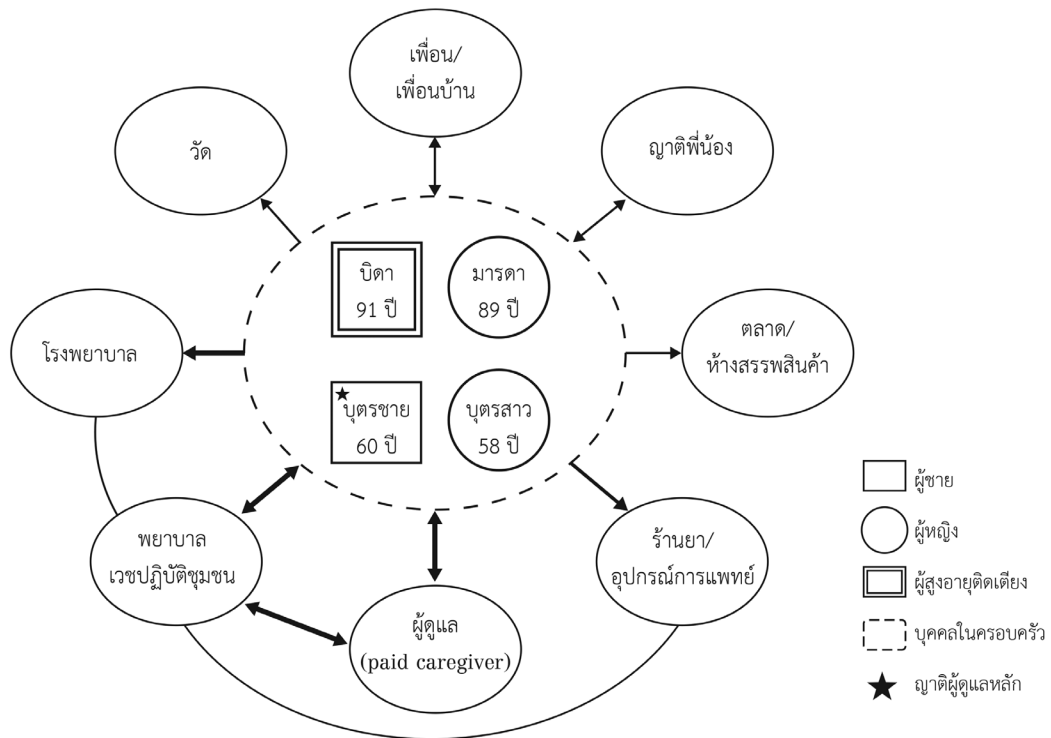 เพื่อน/
เพื่อนบ้าน
วัด
ญาติพี่น้อง
บิดา
91 ปี
มารดา
89 ปี
โรงพยาบาล
ตลาด/
ห้างสรรพสินค้า
บุตรชาย
60 ปี
บุตรสาว
58 ปี
พยาบาล
เวชปฏิบัติชุมชน
ร้านยา/
อุปกรณ์การแพทย์
ผู้ดูแล
(paid caregiver)
ผู้ชาย
ผู้หญิง
ผู้สูงอายุติดเตียง
บุคคลในครอบครัว
ญาติผู้ดูแลหลัก